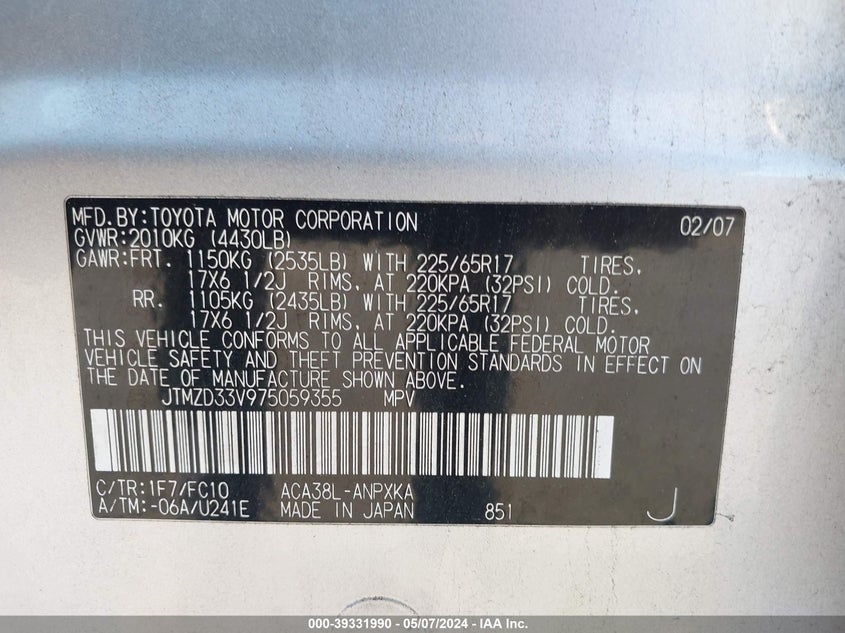 MFD.BY:TOYOTA MOTOR CORPORATION 02/07
GVWR:2010KG (4430LB)
GAWR:FRT. 1150KG (2535LB) WITH 225/65R17 TIRES,
17X6 1/2J RIMS, AT 220KPA (32PSI) COLD.
RR. 1105KG (2435LB) WITH 225/65R17 TIRES,
17X6 1/2J RIMS, AT 220KPA (32PSI) COLD.
THIS VEHICLE CONFORMS TO ALL APPLICABLE FEDERAL MOTOR
VEHICLE SAFETY AND THEFT PREVENTION STANDARDS IN EFFECT ON
THE DATE OF MANUFACTURE SHOWN ABOVE.
JTMZD33V975059355 MPV
C/TR:1F7/FC10 ACA38L-ANPXKA
A/TM:-06A/U241E MADE IN JAPAN 851 J
000-39331990 — 05/07/2024 — IAA Inc.